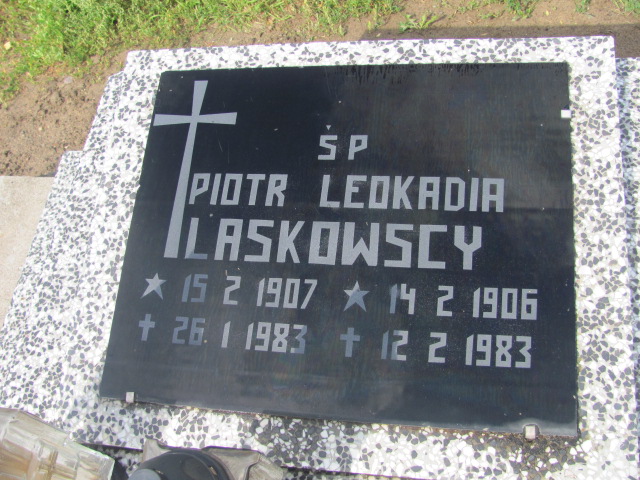 ŚP
PIOTR LEOKADIA
LASKOWSCY
15 2 1907 14 2 1906
26 1 1983 12 2 1983